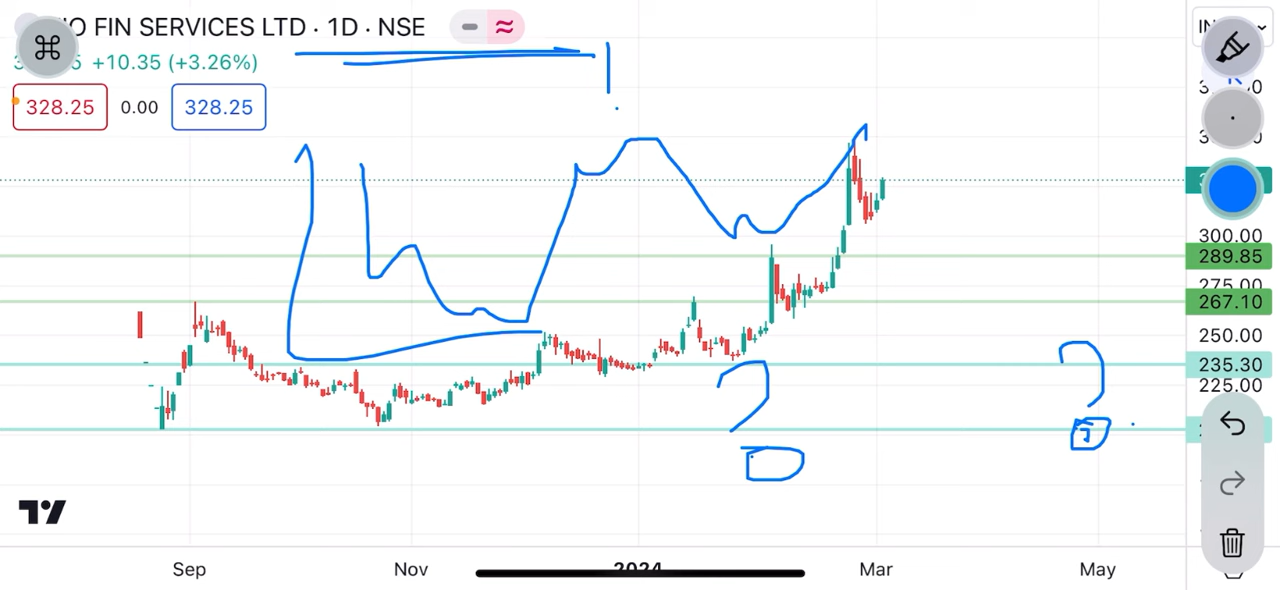 IO FIN SERVICES LTD · 1D · NSE
+10.35 (+3.26%)
328.25 0.00 328.25
300.00
289.85
275.00
267.10
250.00
235.30
225.00
Sep Nov 2024 Mar May